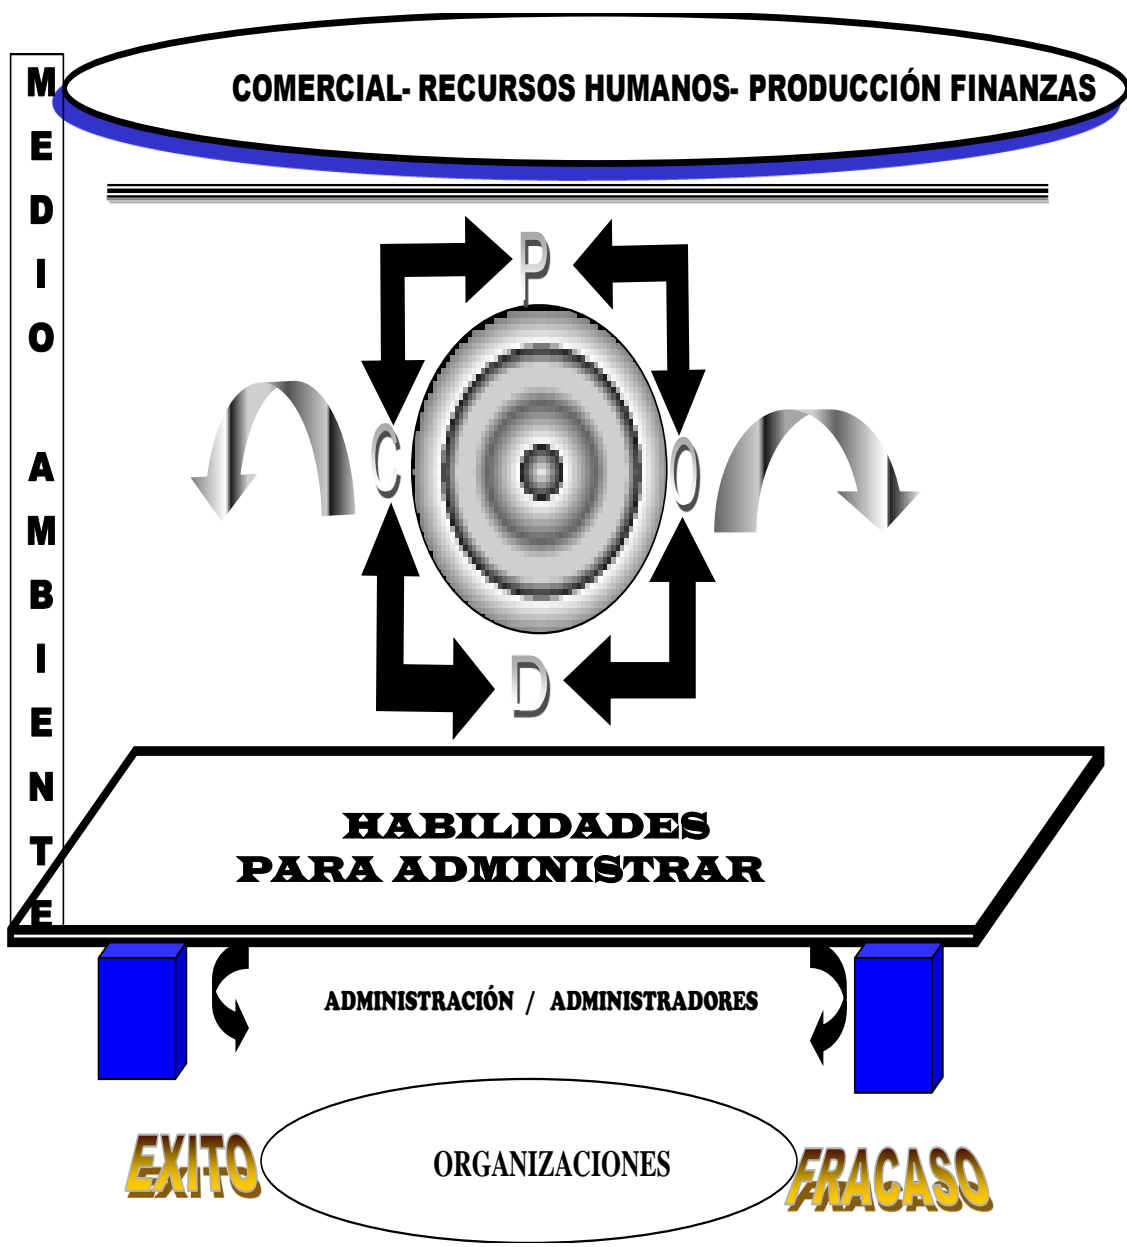 COMERCIAL- RECURSOS HUMANOS- PRODUCCIÓN FINANZAS
MEDIO AMBIENTE
P
C
O
D
HABILIDADES
PARA ADMINISTRAR
ADMINISTRACIÓN / ADMINISTRADORES
EXITO
ORGANIZACIONES
FRACASO